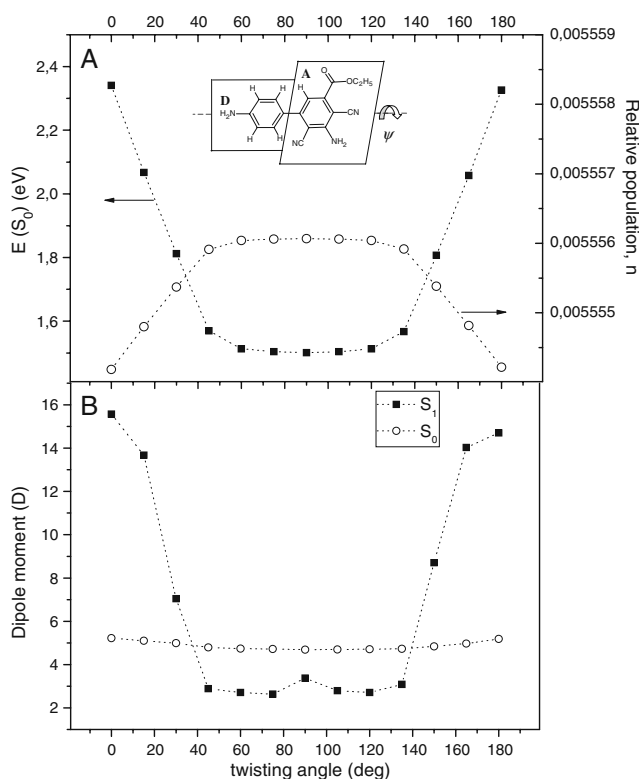 0 20 40 60 80 100 120 140 160 180
A
2,4
2,2
2,0
1,8
1,6
E (S₀) (eV)
0,005559
0,005558
0,005557
0,005556
0,005555
Relative population, n
D
A
O
OC₂H₅
H
H
H
H₂N
CN
H
H
NC
NH₂
ψ
B
S₁
S₀
16
14
12
10
8
6
4
2
Dipole moment (D)
0 20 40 60 80 100 120 140 160 180
twisting angle (deg)